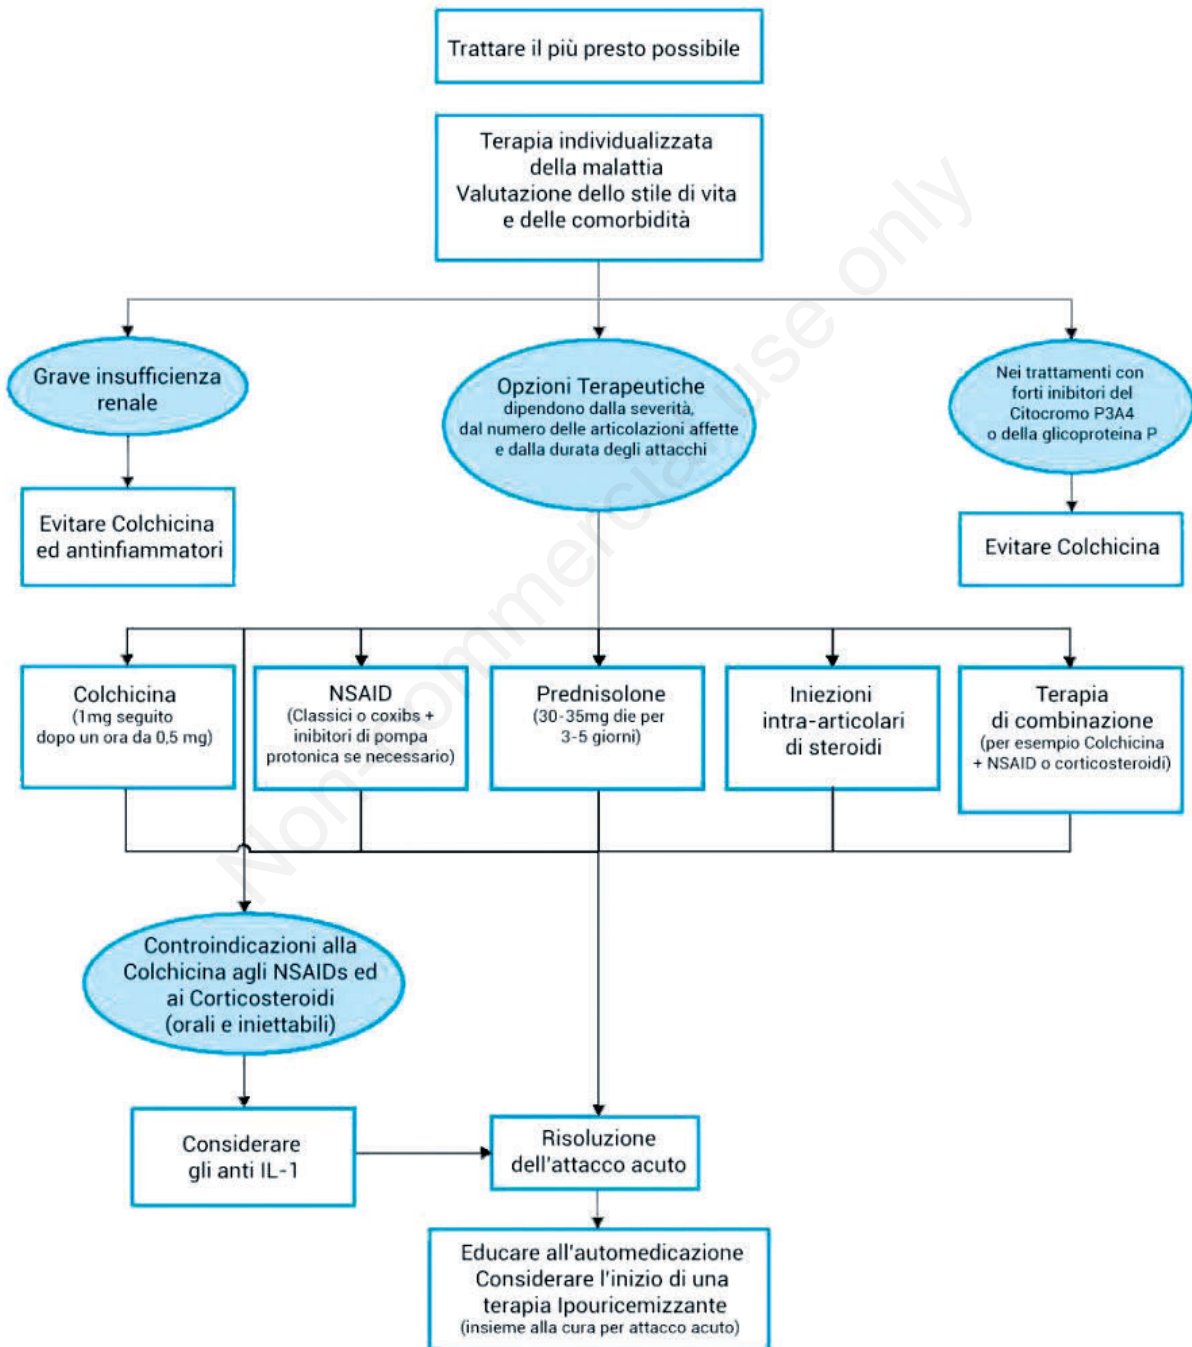 Trattare il più presto possibile
Terapia individualizzata
della malattia
Valutazione dello stile di vita
e delle comorbidità
Grave insufficienza
renale
Opzioni Terapeutiche
dipendono dalla severità,
dal numero delle articolazioni affette
e dalla durata degli attacchi
Nei trattamenti con
forti inibitori del
Citocromo P3A4
o della glicoproteina P
Evitare Colchicina
ed antinfiammatori
Evitare Colchicina
Colchicina
(1mg seguito
dopo un ora da 0,5 mg)
NSAID
(Classici o coxibs +
inibitori di pompa
protonica se necessario)
Prednisolone
(30-35mg die per
3-5 giorni)
Iniezioni
intra-articolari
di steroidi
Terapia
di combinazione
(per esempio Colchicina
+ NSAID o corticosteroidi)
Controindicazioni alla
Colchicina agli NSAIDs ed
ai Corticosteroidi
(orali e iniettabili)
Considerare
gli anti IL-1
Risoluzione
dell'attacco acuto
Educare all'automedicazione
Considerare l'inizio di una
terapia Ipouricemizzante
(insieme alla cura per attacco acuto)
Non-commercial use only